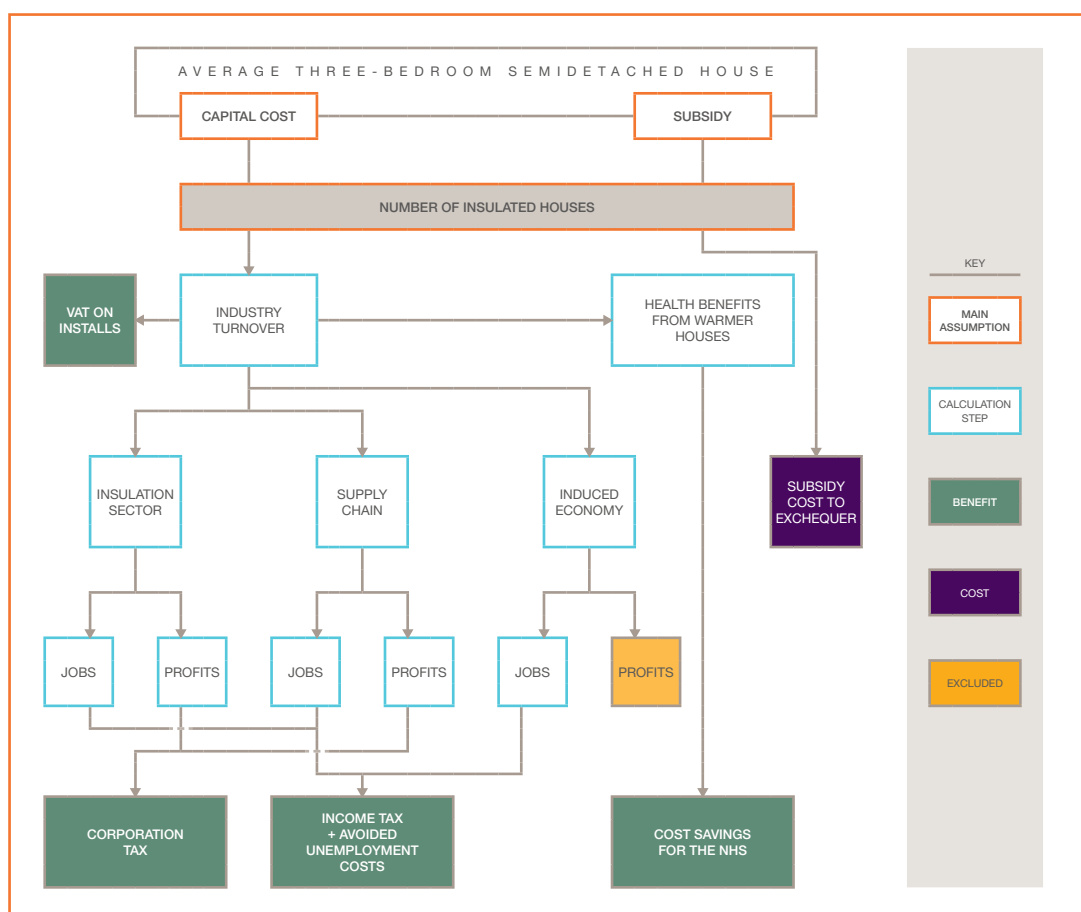 AVERAGE THREE-BEDROOM SEMIDETACHED HOUSE
CAPITAL COST
SUBSIDY
NUMBER OF INSULATED HOUSES
VAT ON
INSTALLS
INDUSTRY
TURNOVER
HEALTH BENEFITS
FROM WARMER
HOUSES
INSULATION
SECTOR
SUPPLY
CHAIN
INDUCED
ECONOMY
SUBSIDY
COST TO
EXCHEQUER
JOBS
PROFITS
JOBS
PROFITS
JOBS
PROFITS
CORPORATION
TAX
INCOME TAX
+ AVOIDED
UNEMPLOYMENT
COSTS
COST SAVINGS
FOR THE NHS
KEY
MAIN
ASSUMPTION
CALCULATION
STEP
BENEFIT
COST
EXCLUDED